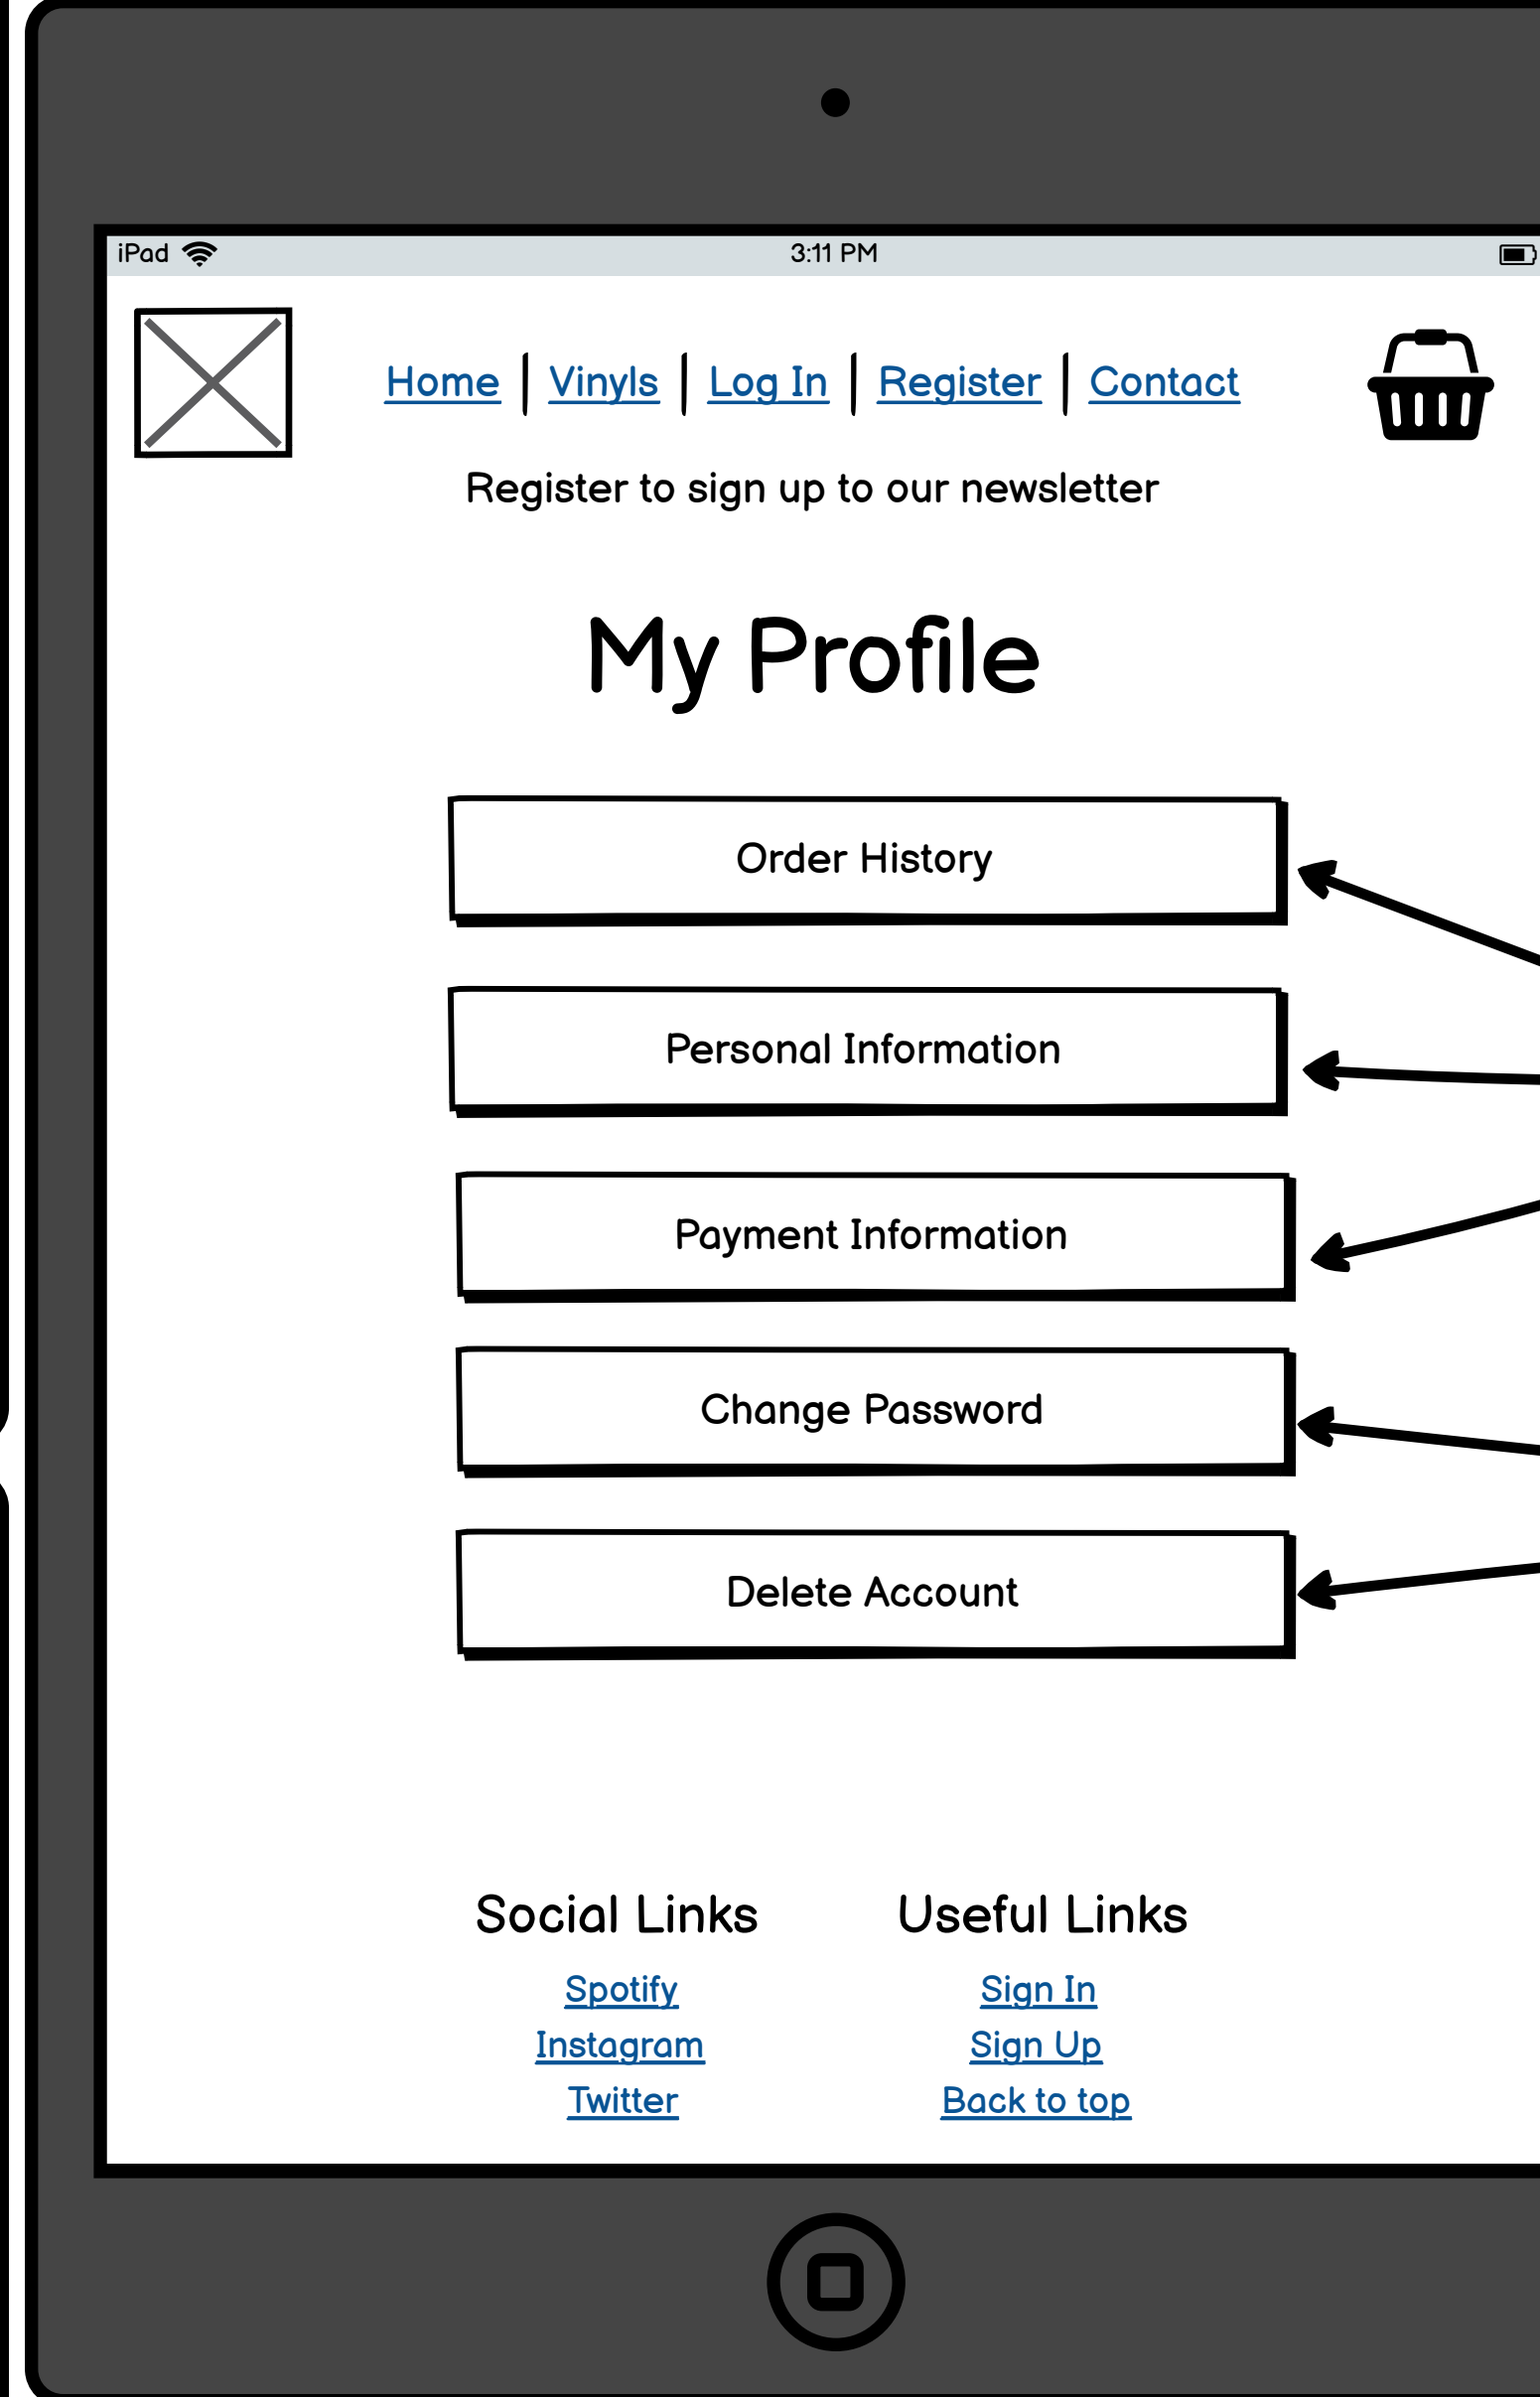 iPad 3:11 PM
Home | Vinyls | Log In | Register | Contact
Register to sign up to our newsletter
My Profile
Order History
Personal Information
Payment Information
Change Password
Delete Account
Social Links Useful Links
Spotify Sign In
Instagram Sign Up
Twitter Back to top